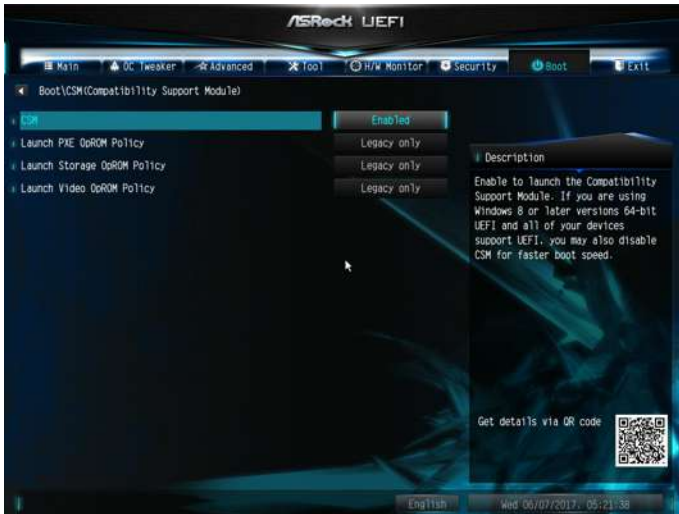 ASRock UEFI
Main OC Tweaker Advanced Tool H/W Monitor Security Boot Exit
Boot\CSM(Compatibility Support Module)
CSM Enabled
Launch PXE OpROM Policy Legacy only
Launch Storage OpROM Policy Legacy only
Launch Video OpROM Policy Legacy only
Description
Enable to launch the Compatibility
Support Module. If you are using
Windows 8 or later versions 64-bit
UEFI and all of your devices
support UEFI, you may also disable
CSM for faster boot speed.
Get details via QR code
English
Wed 06/07/2017, 05:21:38